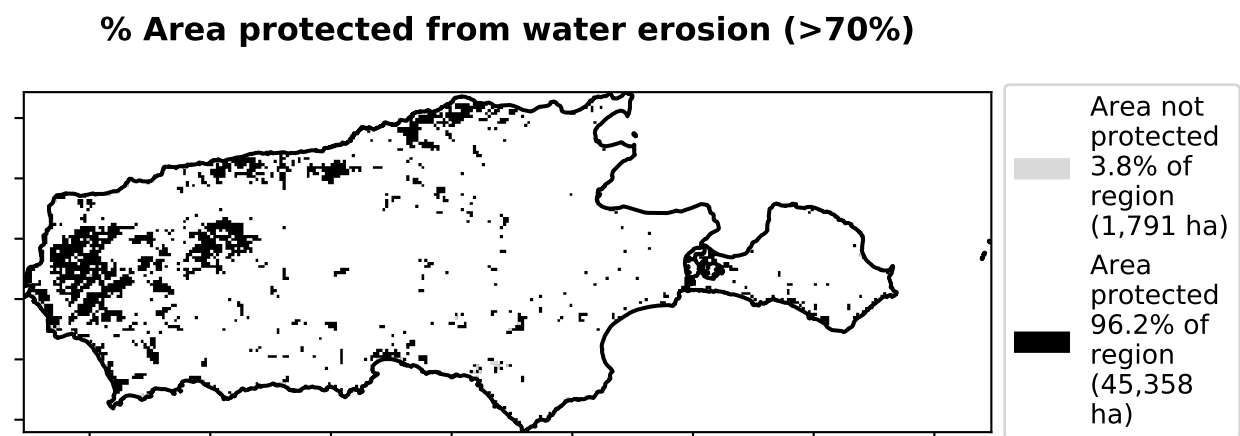 % Area protected from water erosion (>70%)
Area not
protected
3.8% of
region
(1,791 ha)
Area
protected
96.2% of
region
(45,358
ha)